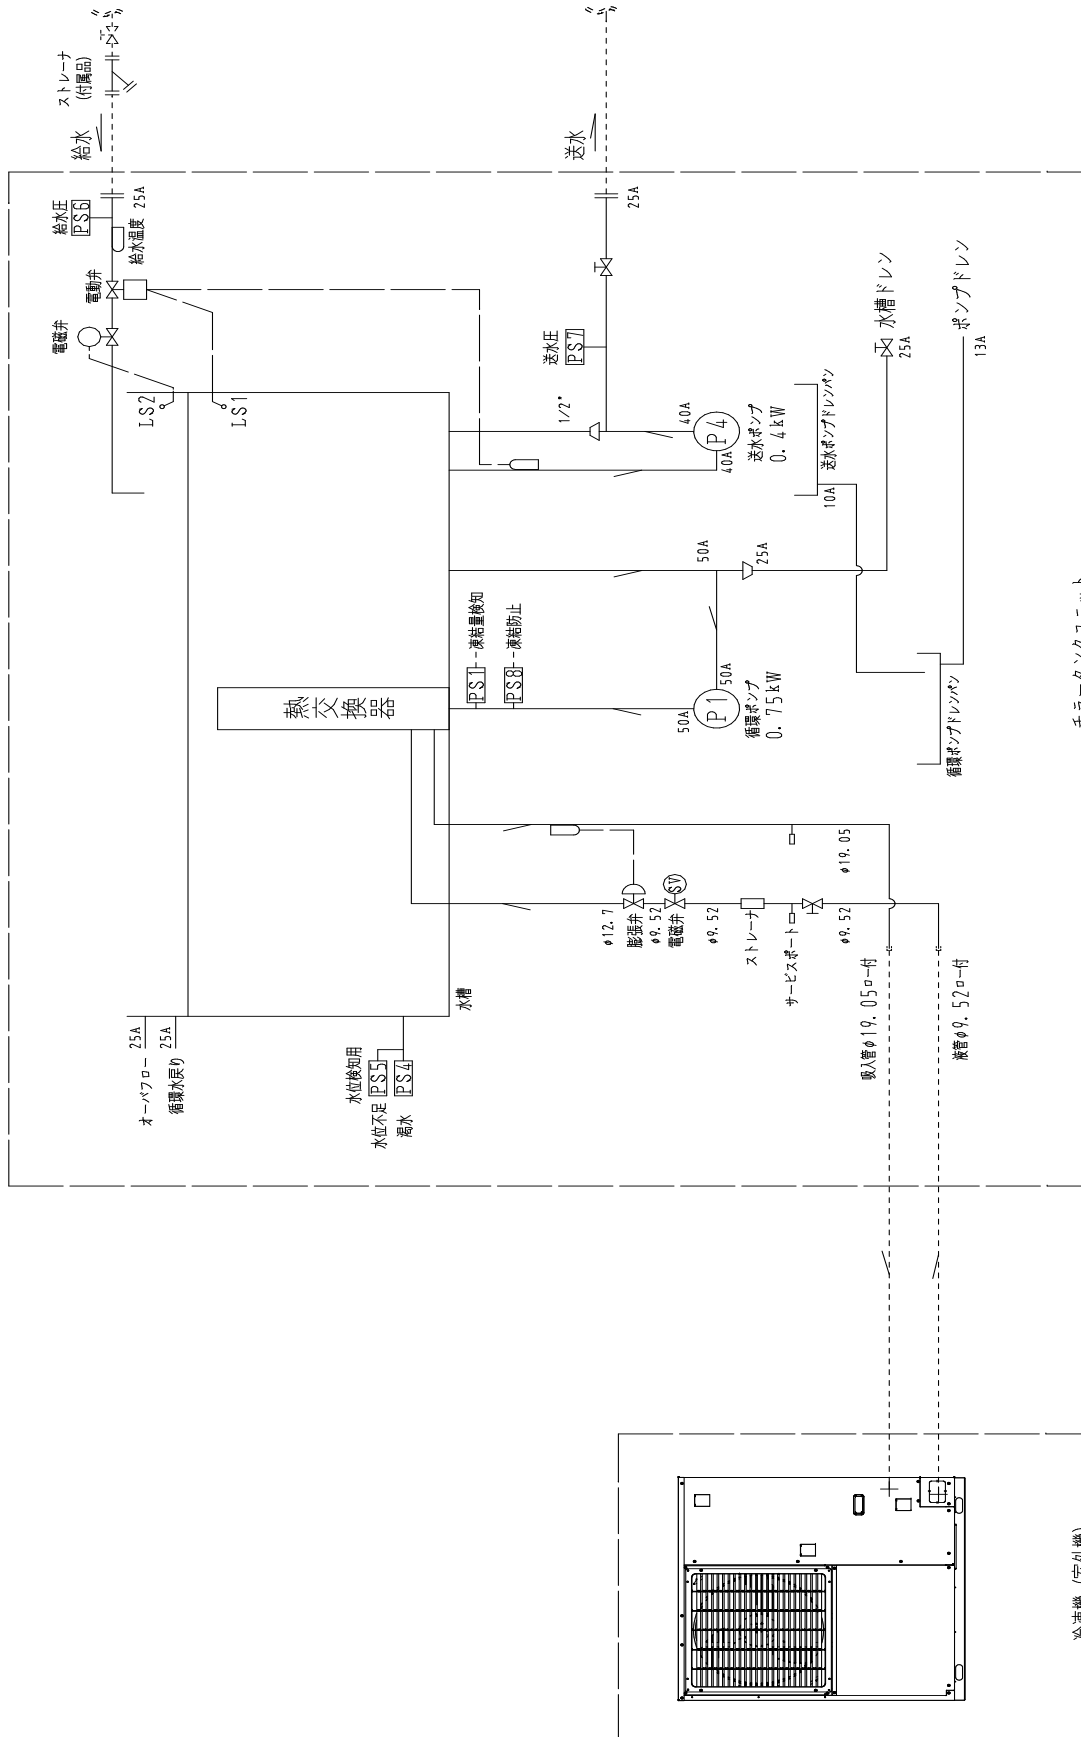 ストレーナ
(付属品)
給水
送水
給水圧
PS6
25A
給水温度
25A
電動弁
電磁弁
LS2
LS1
送水圧
PS7
水槽ドレン
25A
ポンプドレン
13A
1/2"
40A
P4
40A
送水ポンプ
0.4kW
送水ポンプドレンパン
10A
50A
25A
PS1
凍結量検知
PS8
凍結防止
熱交換器
50A
P1
50A
循環ポンプ
0.75kW
循環ポンプドレンパン
φ12.7
膨張弁
φ9.52
電磁弁
SV
φ9.52
ストレーナ
サービスポート
φ19.05
φ9.52
水槽
25A
オーバフロー
25A
循環水戻り
水位検知用
水位不足
PS5
渇水
PS4
吸入管φ19.05ロー付
液管φ9.52ロー付